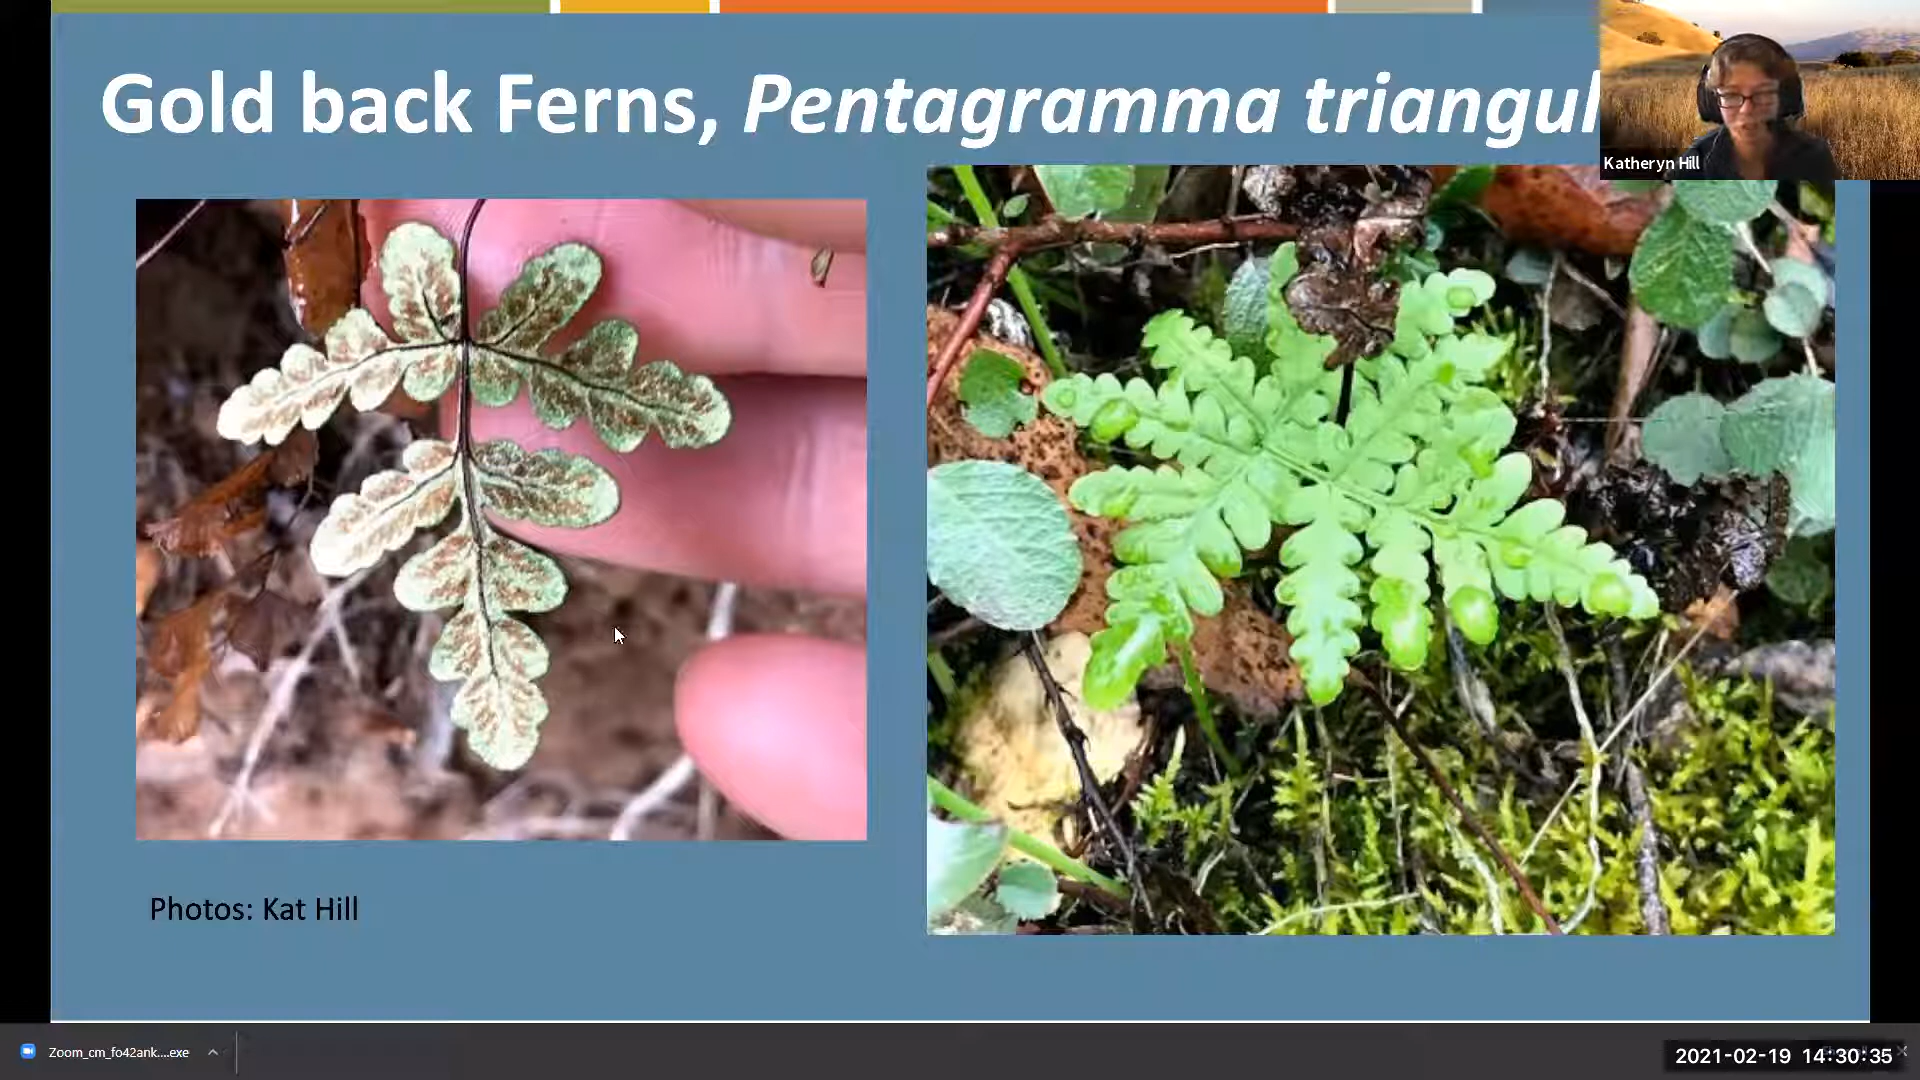 Gold back Ferns, Pentagramma triangul
Katheryn Hill
Photos: Kat Hill
Zoom_cm_fo42ank....exe
2021-02-19 14:30:35